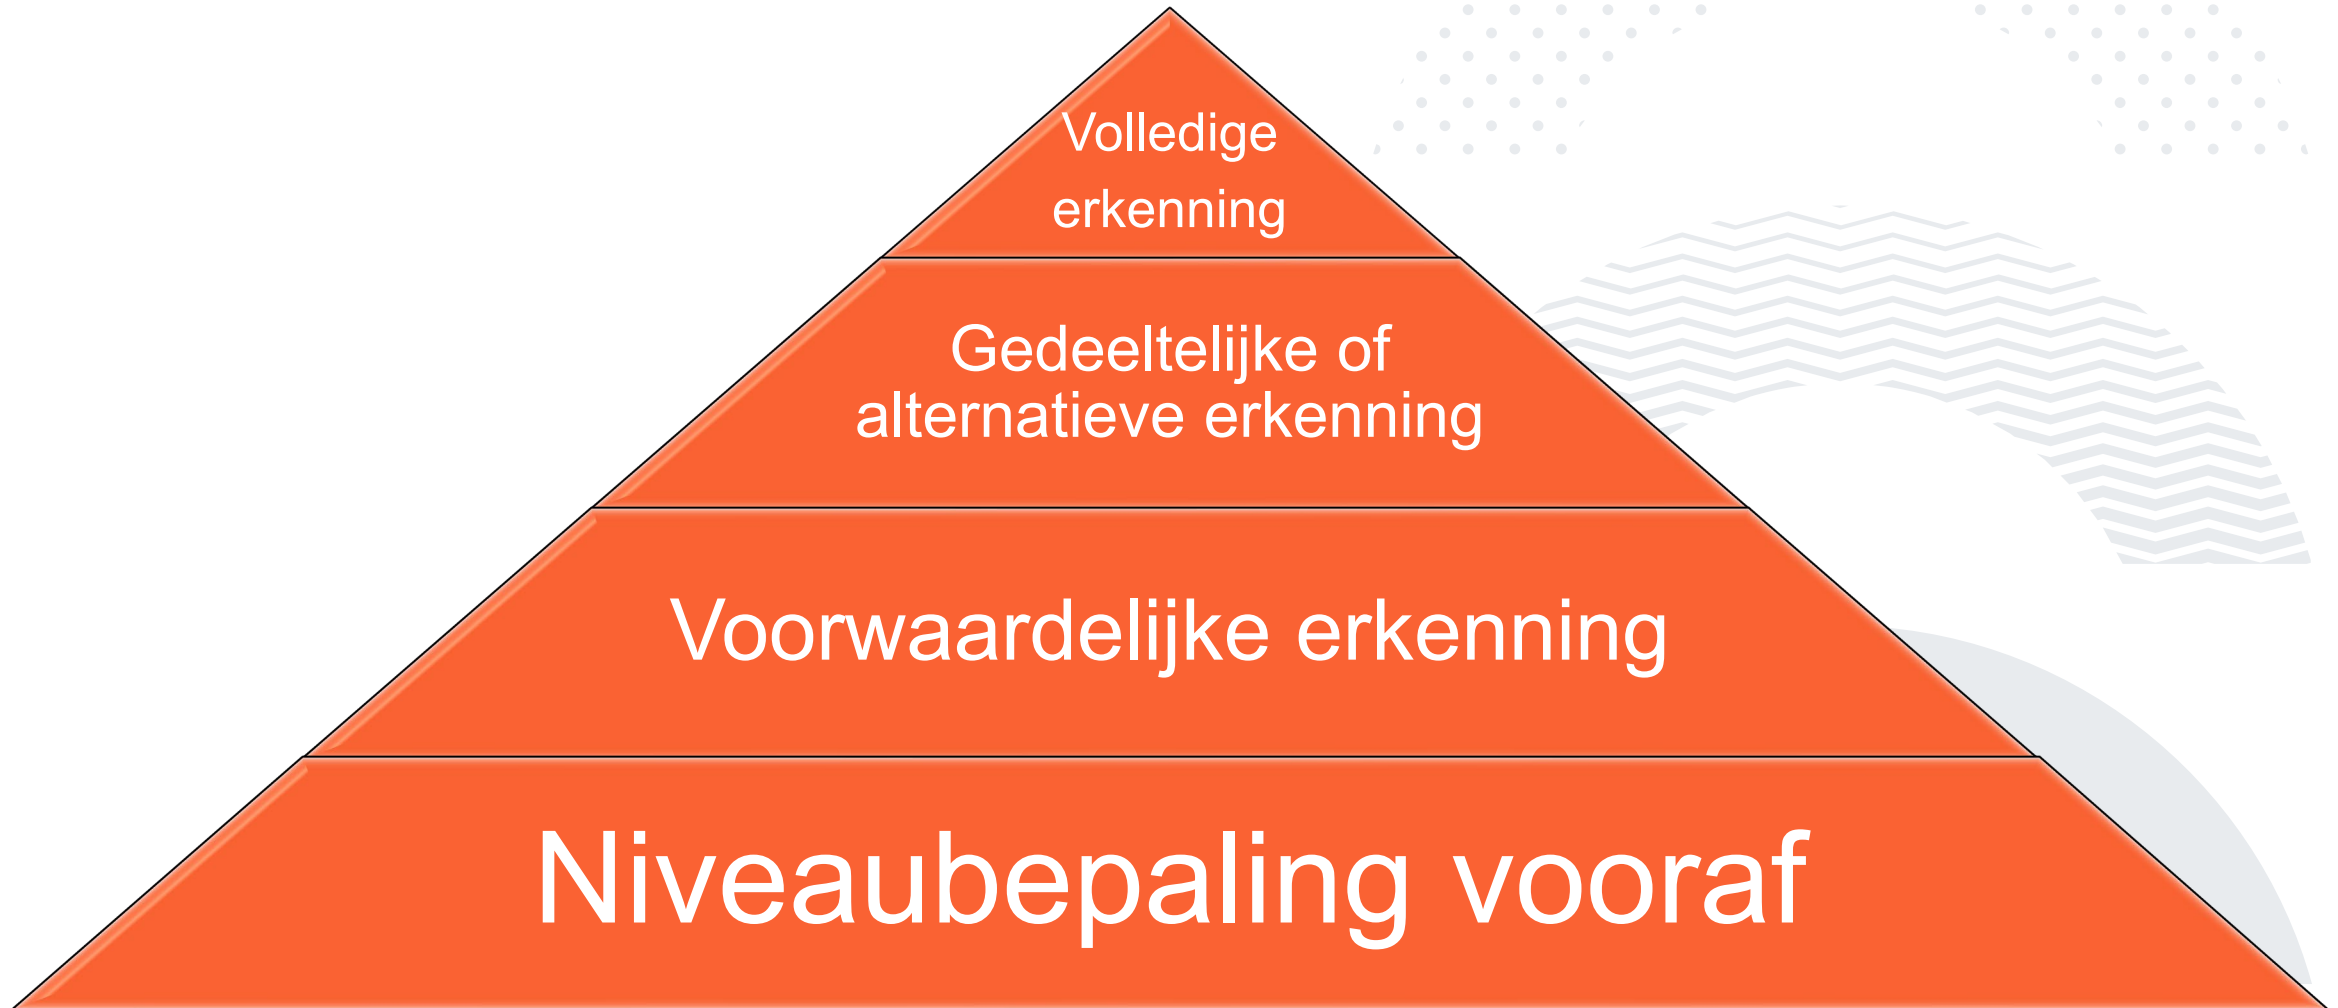 Volledige
erkenning
Gedeeltelijke of
alternatieve erkenning
Voorwaardelijke erkenning
Niveaubepaling vooraf